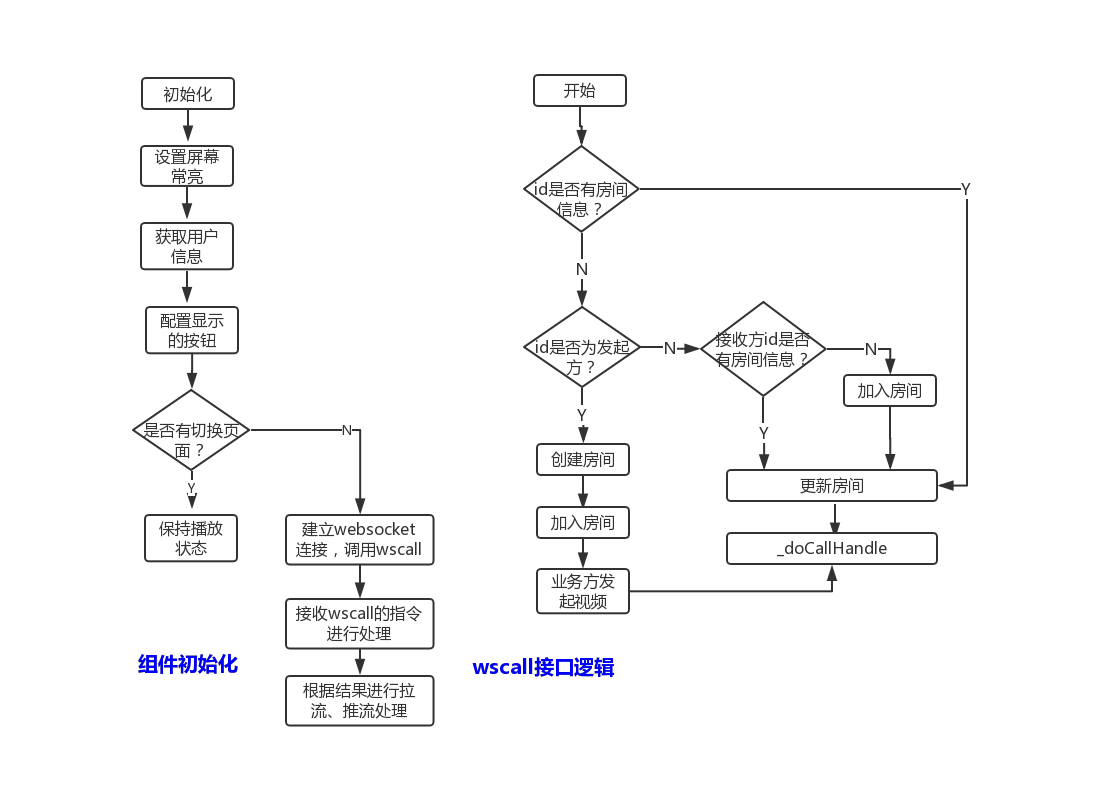 初始化
设置屏幕
常亮
获取用户
信息
配置显示
的按钮
是否有切换页
面？
N
Y
保持播放
状态
建立websocket
连接，调用wscall
接收wscall的指令
进行处理
根据结果进行拉
流、推流处理
组件初始化
开始
id是否有房间
信息？
Y
N
id是否为发起
方？
N
接收方id是否
有房间信息？
N
加入房间
Y
Y
创建房间
加入房间
业务方发
起视频
更新房间
_doCallHandle
wscall接口逻辑